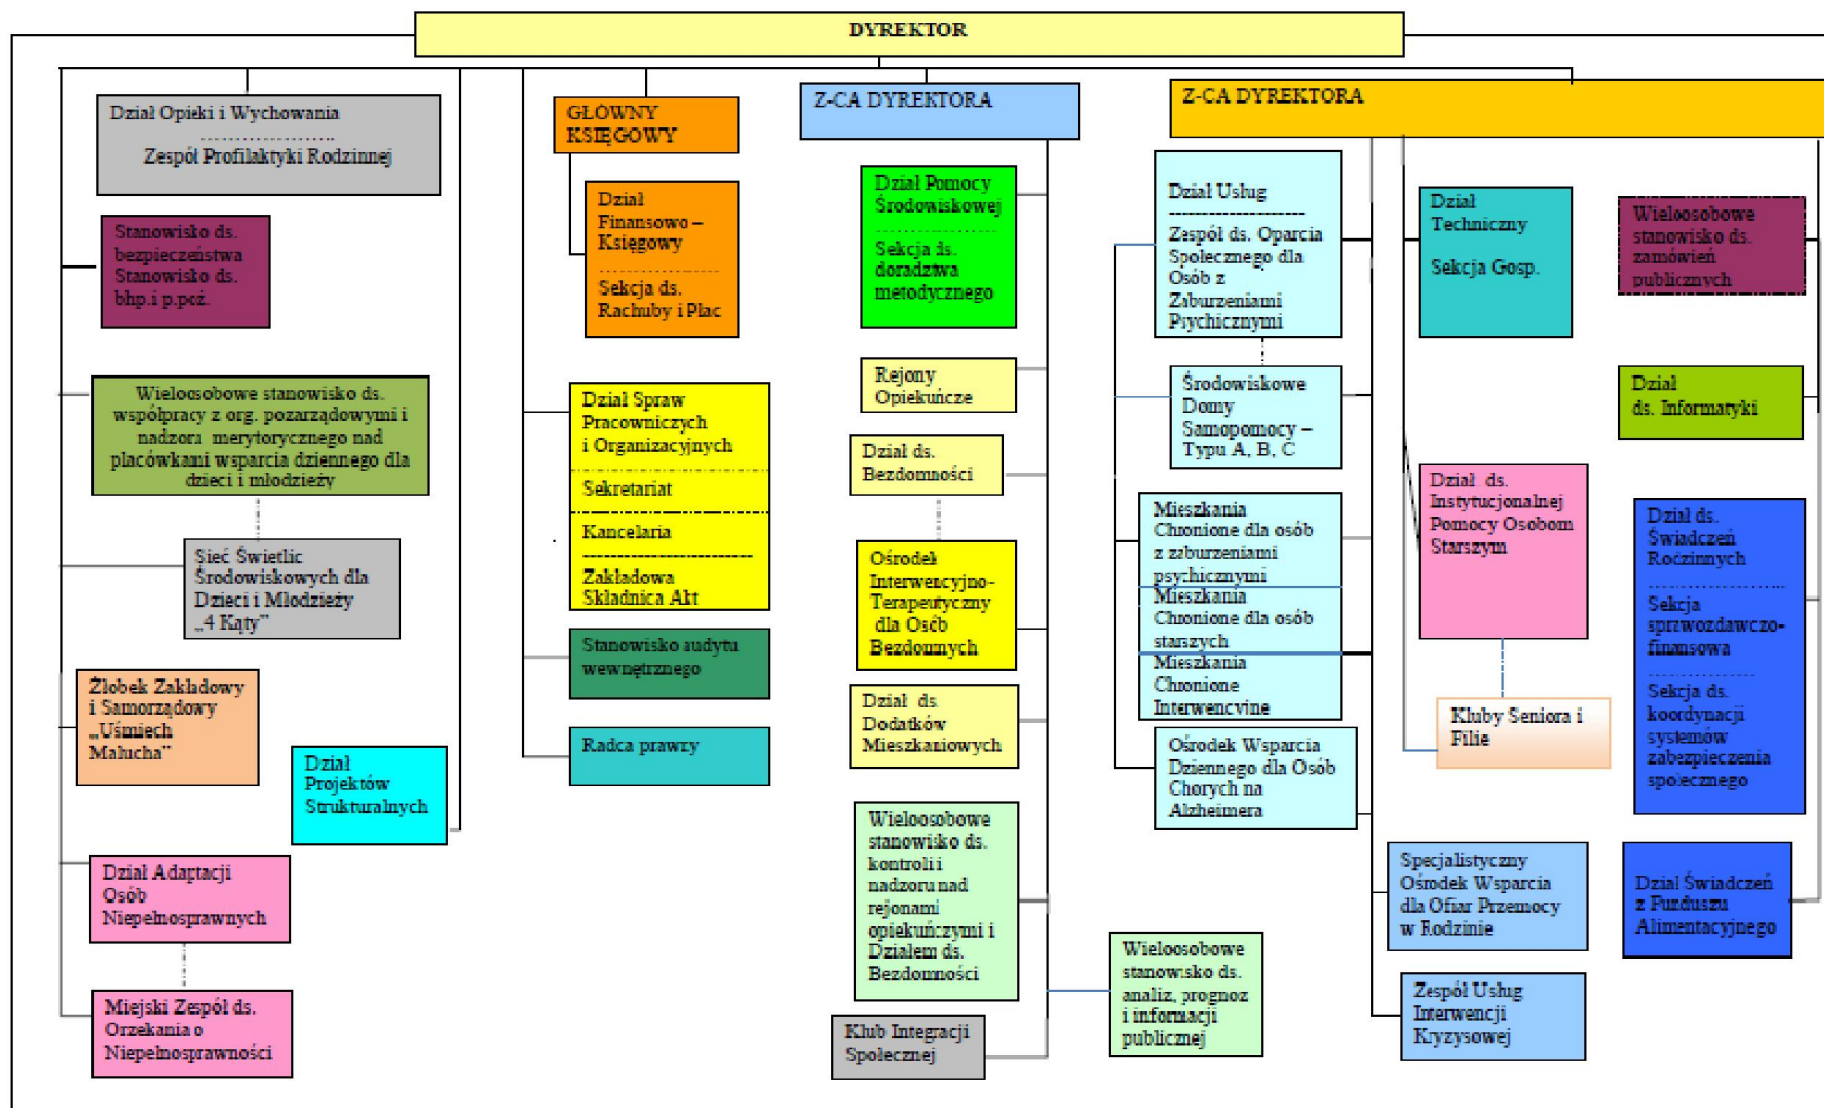 DYREKTOR
Dział Opieki i Wychowania
....................
Zespół Profilaktyki Rodzinnej
Stanowisko ds.
bezpieczeństwa
Stanowisko ds.
bhp.i p.poż.
Wieloosobowe stanowisko ds.
współpracy z org. pozarządowymi i
nadzoru merytorycznego nad
placówkami wsparcia dziennego dla
dzieci i młodzieży
Sieć Świetlic
Środowiskowych dla
Dzieci i Młodzieży
„4 Kąty”
Żłobek Zakładowy
i Samorządowy
„Uśmiech
Malucha”
Dział
Projektów
Strukturalnych
Dział Adaptacji
Osób
Niepełnosprawnych
Miejski Zespół ds.
Orzekania o
Niepełnosprawności
GŁÓWNY
KSIĘGOWY
Dział
Finansowo –
Księgowy
....................
Sekcja ds.
Rachuby i Płac
Dział Spraw
Pracowniczych
i Organizacyjnych
Sekretariat
Kancelaria
--------------------------
Zakładowa
Składnica Akt
Stanowisko audytu
wewnętrznego
Radca prawny
Z-CA DYREKTORA
Dział Pomocy
Środowiskowej
....................
Sekcja ds.
doradztwa
metodycznego
Rejony
Opiekuńcze
Dział ds.
Bezdomności
Ośrodek
Interwencyjno-
Terapeutyczny
dla Osób
Bezdomnych
Dział ds.
Dodatków
Mieszkaniowych
Wieloosobowe
stanowisko ds.
kontroli i
nadzoru nad
rejonami
opiekuńczymi i
Działem ds.
Bezdomności
Klub Integracji
Społecznej
Wieloosobowe
stanowisko ds.
analiz, prognoz
i informacji
publicznej
Z-CA DYREKTORA
Dział Usług
----------------------
Zespół ds. Oparcia
Społecznego dla
Osób z
Zaburzeniami
Psychicznymi
Środowiskowe
Domy
Samopomocy –
Typu A, B, C
Mieszkania
Chronione dla osób
z zaburzeniami
psychicznymi
Mieszkania
Chronione dla osób
starszych
Mieszkania
Chronione
Interwencyjne
Ośrodek Wsparcia
Dziennego dla Osób
Chorych na
Alzheimera
Dział
Techniczny
Sekcja Gosp.
Dział ds.
Instytucjonalnej
Pomocy Osobom
Starszym
Kluby Seniora i
Filie
Specjalistyczny
Ośrodek Wsparcia
dla Ofiar Przemocy
w Rodzinie
Zespół Usług
Interwencji
Kryzysowej
Wieloosobowe
stanowisko ds.
zamówień
publicznych
Dział
ds. Informatyki
Dział ds.
Świadczeń
Rodzinnych
....................
Sekcja
sprawozdawczo-
finansowa
....................
Sekcja ds.
koordynacji
systemów
zabezpieczenia
społecznego
Dział Świadczeń
z Funduszu
Alimentacyjnego